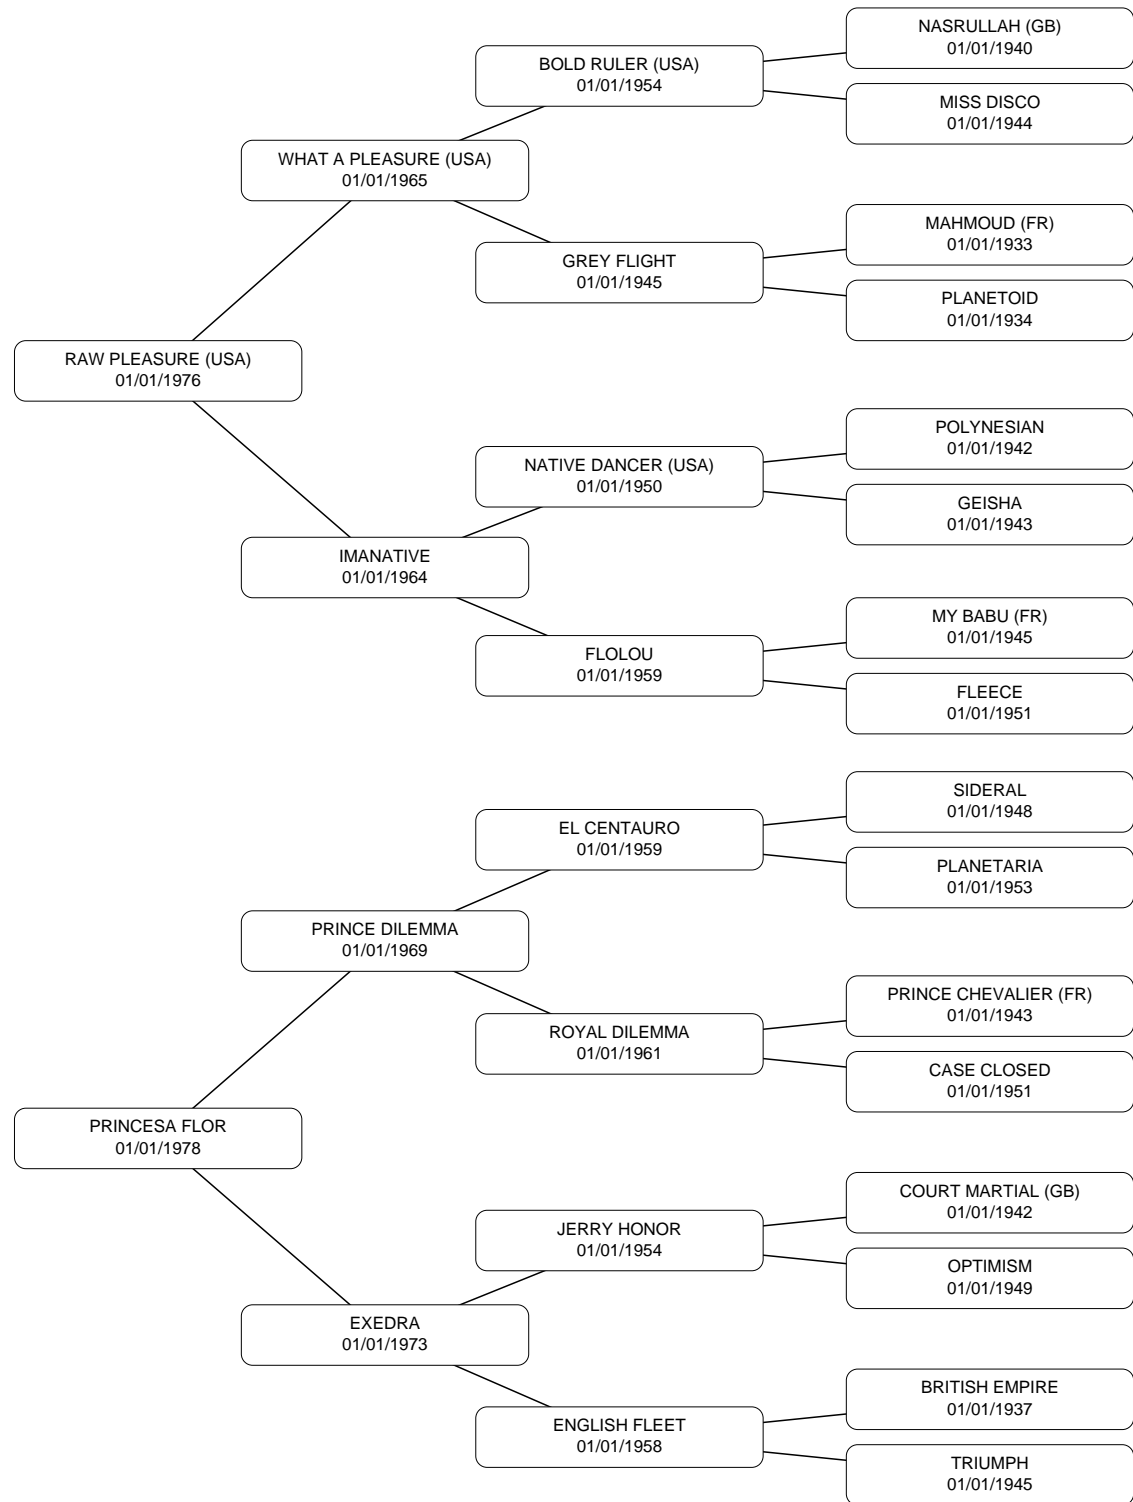 NASRULLAH (GB)
01/01/1940
BOLD RULER (USA)
01/01/1954
MISS DISCO
01/01/1944
WHAT A PLEASURE (USA)
01/01/1965
MAHMOUD (FR)
01/01/1933
GREY FLIGHT
01/01/1945
PLANETOID
01/01/1934
RAW PLEASURE (USA)
01/01/1976
POLYNESIAN
01/01/1942
NATIVE DANCER (USA)
01/01/1950
GEISHA
01/01/1943
IMANATIVE
01/01/1964
MY BABU (FR)
01/01/1945
FLOLOU
01/01/1959
FLEECE
01/01/1951
SIDERAL
01/01/1948
EL CENTAURO
01/01/1959
PLANETARIA
01/01/1953
PRINCE DILEMMA
01/01/1969
PRINCE CHEVALIER (FR)
01/01/1943
ROYAL DILEMMA
01/01/1961
CASE CLOSED
01/01/1951
PRINCESA FLOR
01/01/1978
COURT MARTIAL (GB)
01/01/1942
JERRY HONOR
01/01/1954
OPTIMISM
01/01/1949
EXEDRA
01/01/1973
BRITISH EMPIRE
01/01/1937
ENGLISH FLEET
01/01/1958
TRIUMPH
01/01/1945